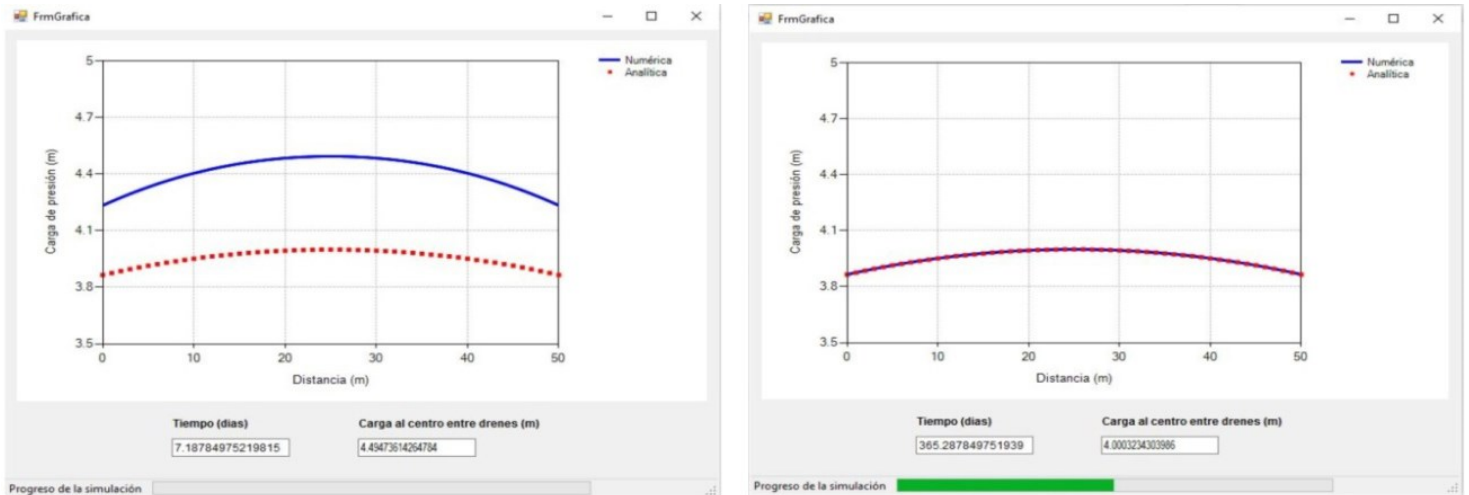 FrmGrafica
Numérica
Analítica
5
4.7
4.4
4.1
3.8
3.5
Carga de presión (m)
0 10 20 30 40 50
Distancia (m)
Tiempo (dias) Carga al centro entre drenes (m)
7.18784975219815 4.49473614264784
Progreso de la simulación
FrmGrafica
Numérica
Analítica
5
4.7
4.4
4.1
3.8
3.5
Carga de presión (m)
0 10 20 30 40 50
Distancia (m)
Tiempo (dias) Carga al centro entre drenes (m)
365.287849751939 4.0003234303986
Progreso de la simulación